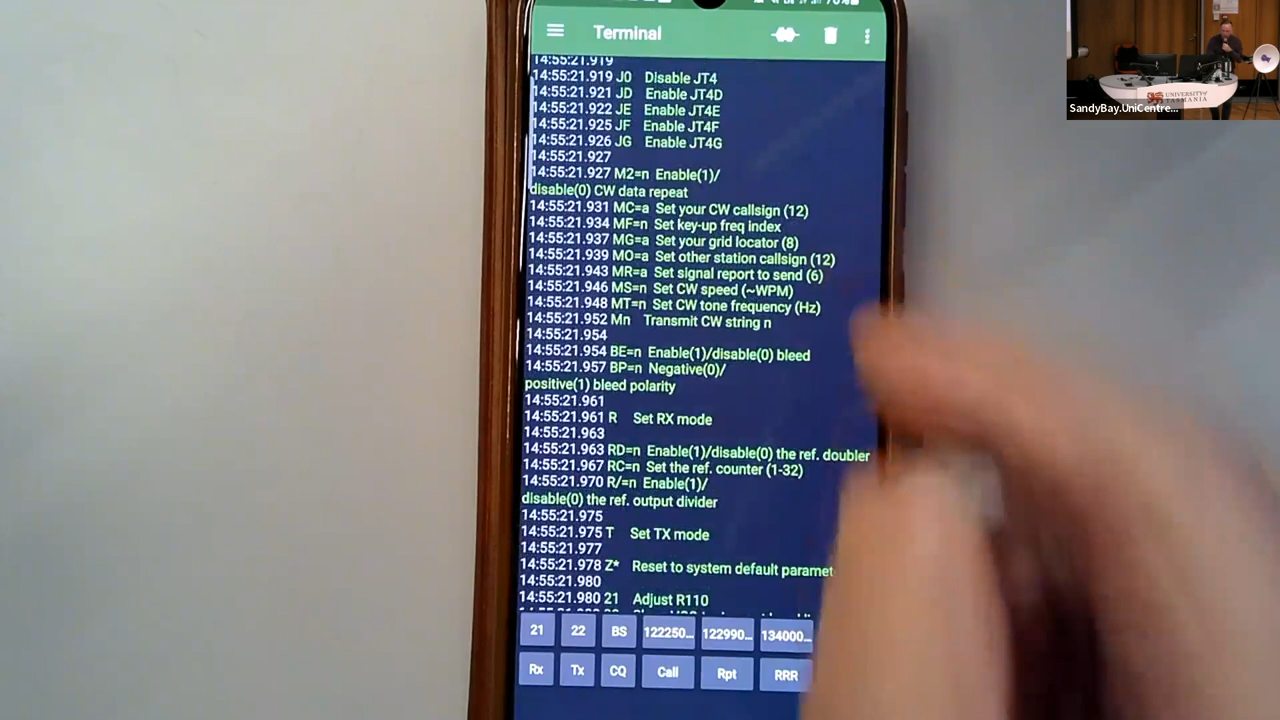 Terminal
14:55:21.919
14:55:21.919 J0 Disable JT4
14:55:21.921 JD Enable JT4D
14:55:21.922 JE Enable JT4E
14:55:21.925 JF Enable JT4F
14:55:21.926 JG Enable JT4G
14:55:21.927
14:55:21.927 M2=n Enable(1)/
disable(0) CW data repeat
14:55:21.931 MC=a Set your CW callsign (12)
14:55:21.934 MF=n Set key-up freq index
14:55:21.937 MG=a Set your grid locator (8)
14:55:21.939 MO=a Set other station callsign (12)
14:55:21.943 MR=a Set signal report to send (6)
14:55:21.946 MS=n Set CW speed (~WPM)
14:55:21.948 MT=n Set CW tone frequency (Hz)
14:55:21.952 Mn Transmit CW string n
14:55:21.954
14:55:21.954 BE=n Enable(1)/disable(0) bleed
14:55:21.957 BP=n Negative(0)/
positive(1) bleed polarity
14:55:21.961
14:55:21.961 R Set RX mode
14:55:21.963
14:55:21.963 RD=n Enable(1)/disable(0) the ref. doubler
14:55:21.967 RC=n Set the ref. counter (1-32)
14:55:21.970 R/=n Enable(1)/
disable(0) the ref. output divider
14:55:21.975
14:55:21.975 T Set TX mode
14:55:21.977
14:55:21.978 Z* Reset to system default paramet
14:55:21.980
14:55:21.980 21 Adjust R110
21 22 BS 122250... 122990... 134000...
Rx Tx CQ Call Rpt RRR
UNIVERSITY of
TASMANIA
SandyBay.UniCentre...